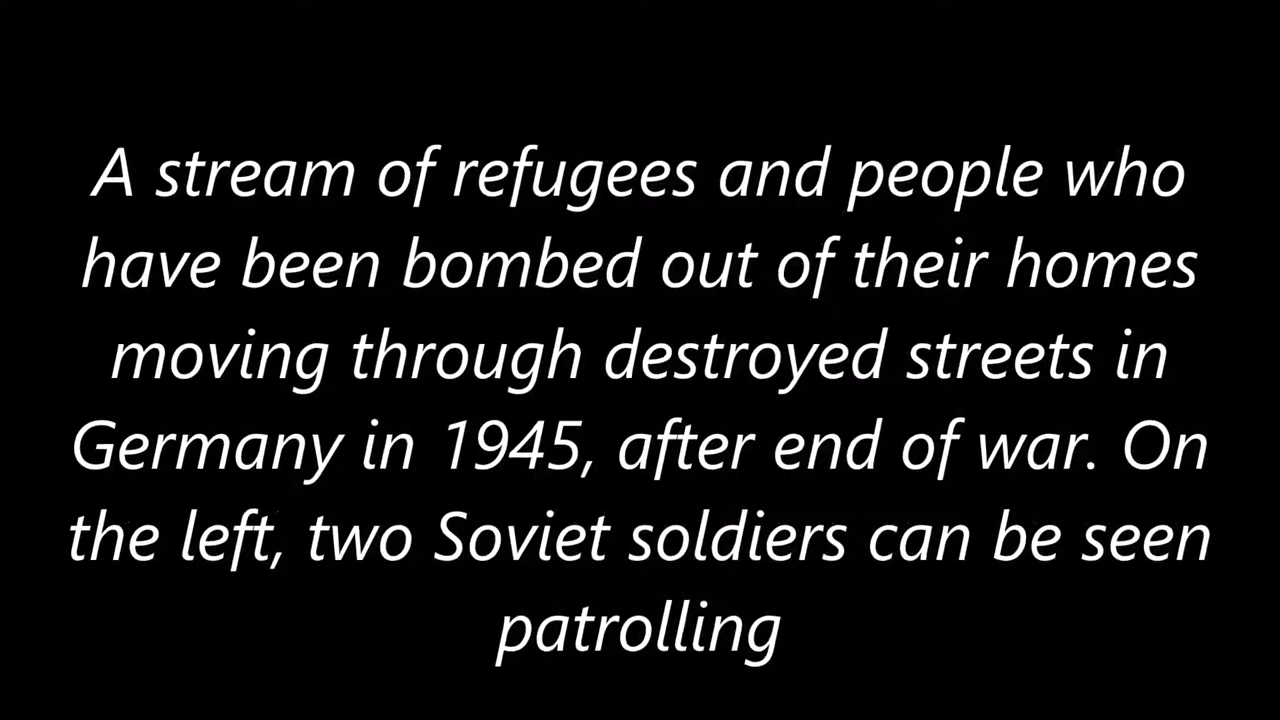 A stream of refugees and people who
have been bombed out of their homes
moving through destroyed streets in
Germany in 1945, after end of war. On
the left, two Soviet soldiers can be seen
patrolling